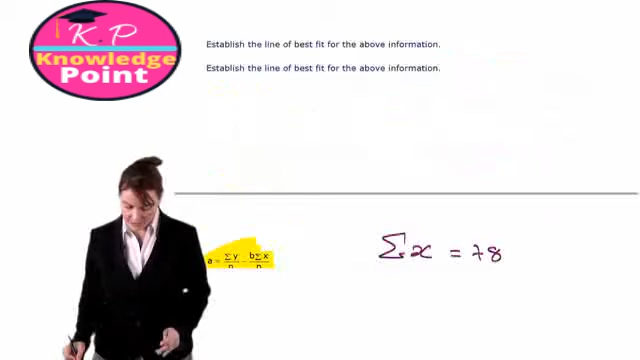 K.P
Knowledge
Point
Establish the line of best fit for the above information.
Establish the line of best fit for the above information.
a = Σy/n − bΣx/n
Σx = 78